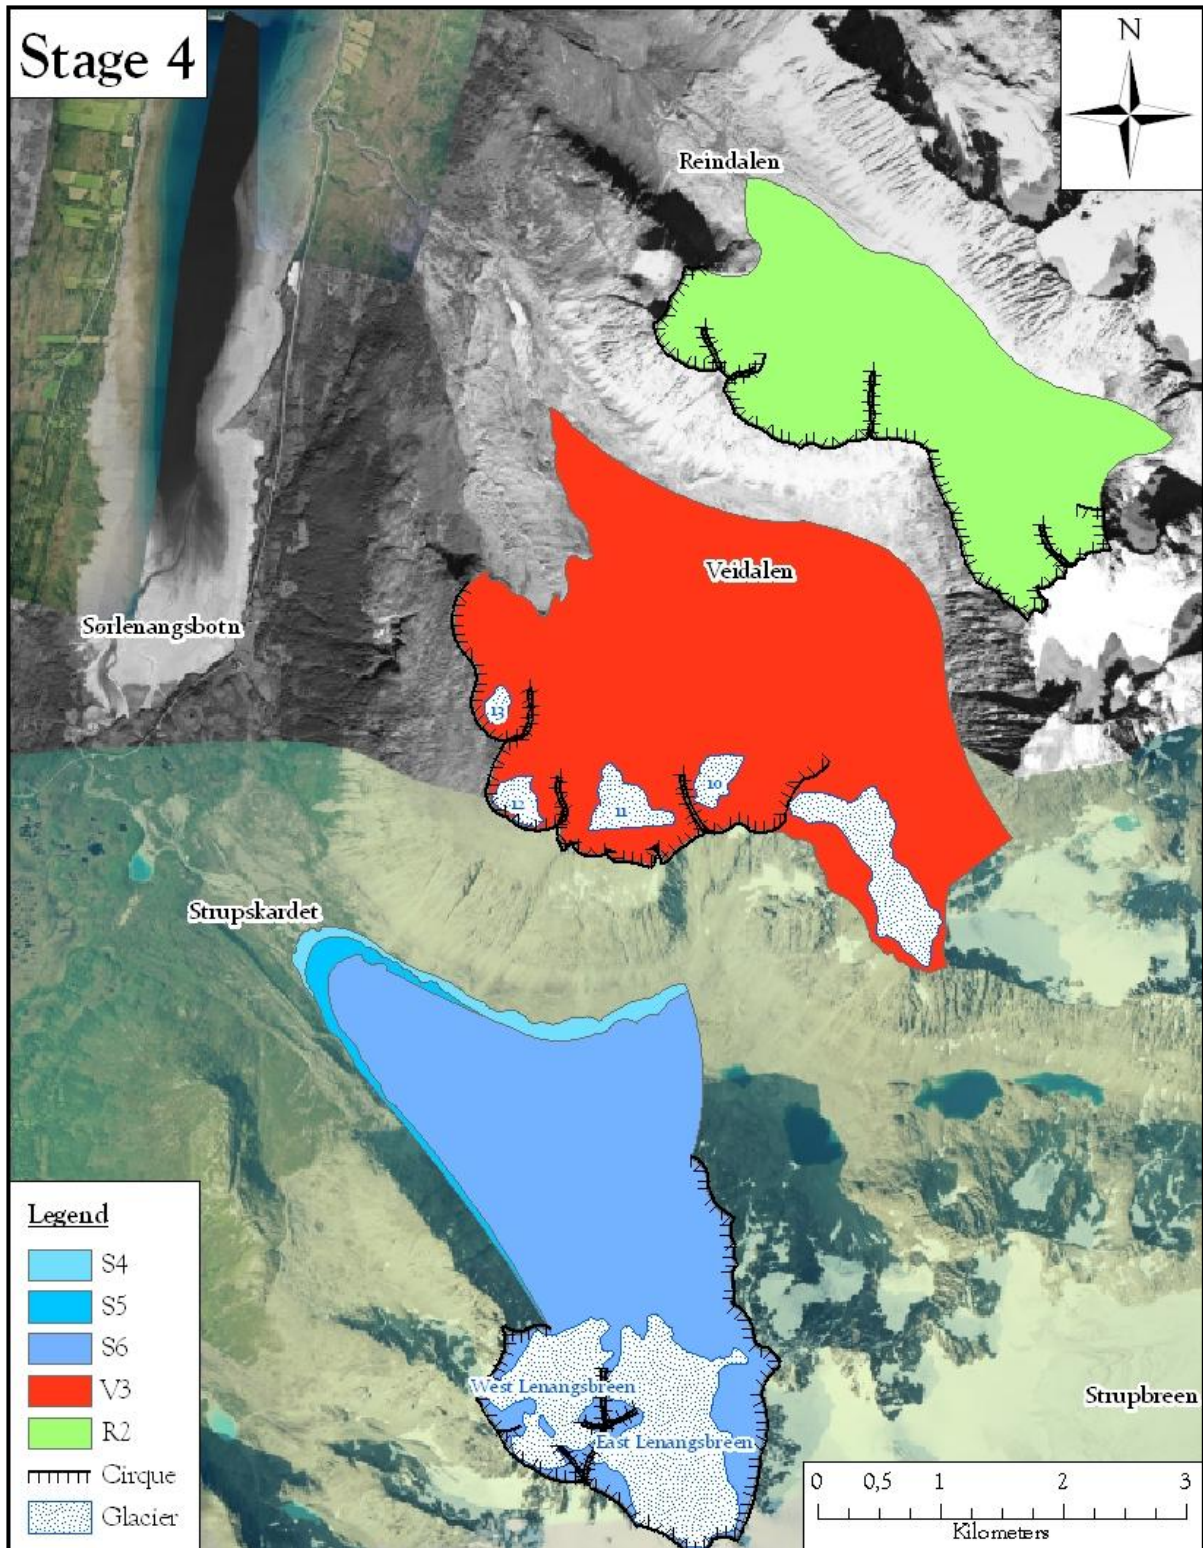 Stage 4
N
Reindalen
Veidalen
Sørlenangsbotn
13
10
12
11
Strupskardet
Legend
S4
S5
S6
V3
R2
Cirque
Glacier
West Lenangsbreen
East Lenangsbreen
Strupbreen
0 0,5 1 2 3
Kilometers